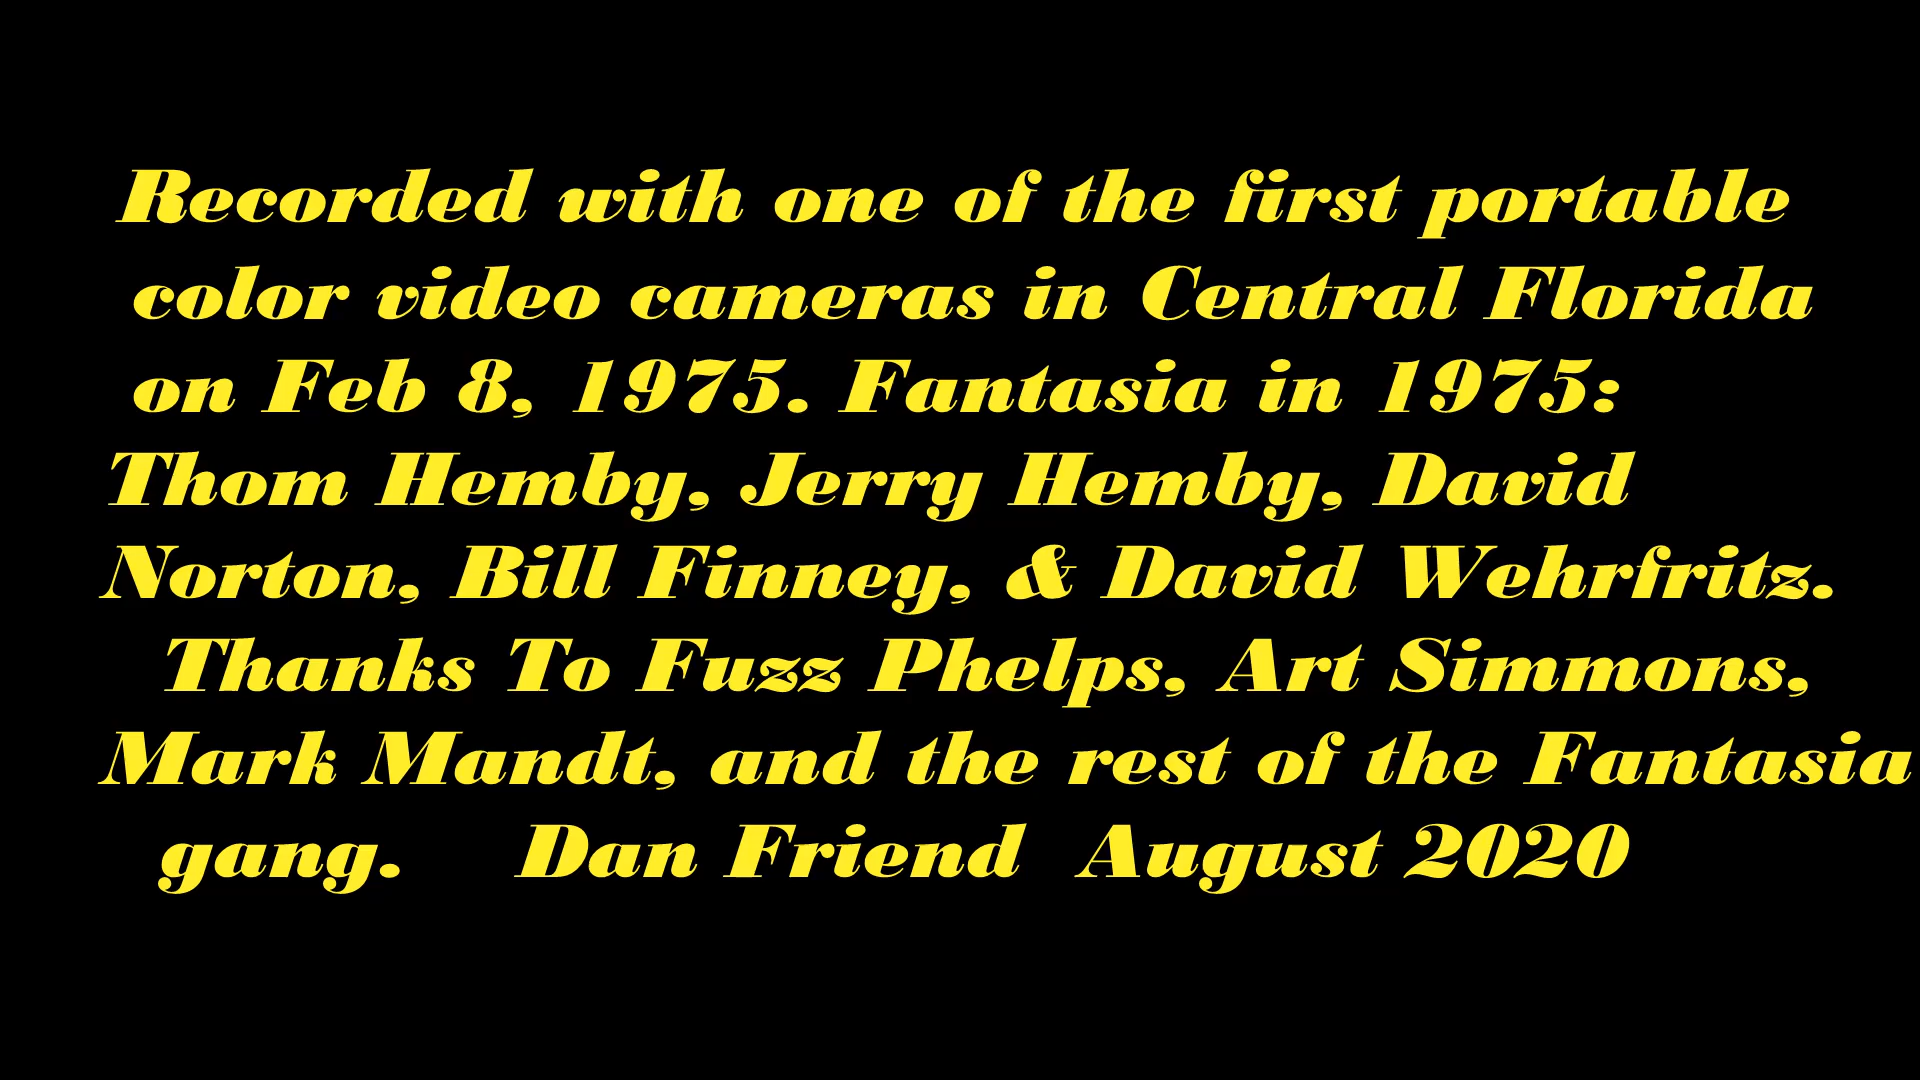 Recorded with one of the first portable
color video cameras in Central Florida
on Feb 8, 1975. Fantasia in 1975:
Thom Hemby, Jerry Hemby, David
Norton, Bill Finney, & David Wehrfritz.
Thanks To Fuzz Phelps, Art Simmons,
Mark Mandt, and the rest of the Fantasia
gang. Dan Friend August 2020